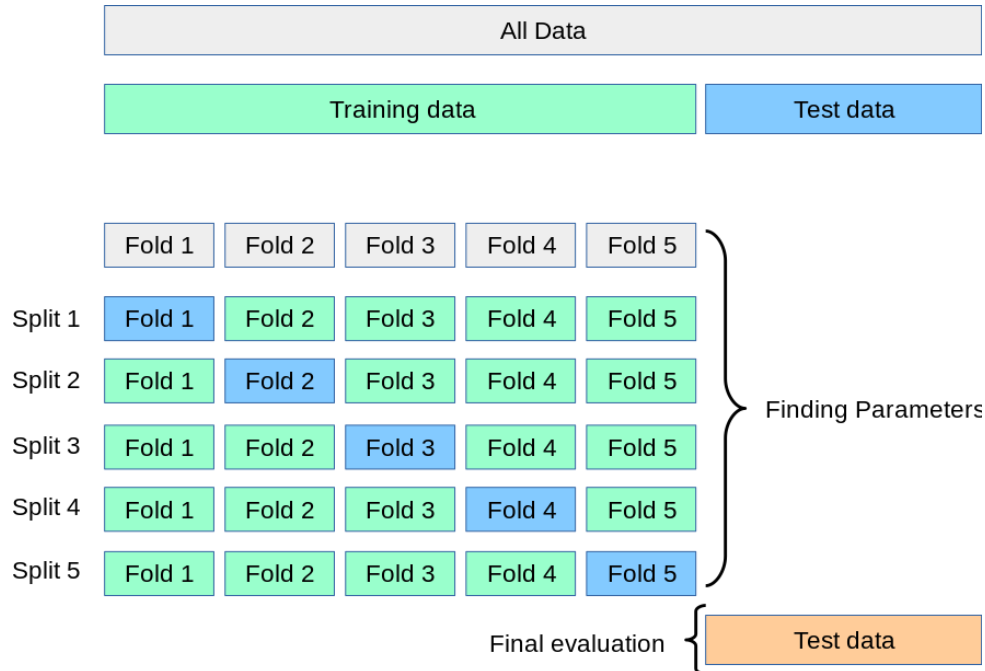 All Data
Training data Test data
Fold 1 Fold 2 Fold 3 Fold 4 Fold 5
Split 1 Fold 1 Fold 2 Fold 3 Fold 4 Fold 5
Split 2 Fold 1 Fold 2 Fold 3 Fold 4 Fold 5
Finding Parameters
Split 3 Fold 1 Fold 2 Fold 3 Fold 4 Fold 5
Split 4 Fold 1 Fold 2 Fold 3 Fold 4 Fold 5
Split 5 Fold 1 Fold 2 Fold 3 Fold 4 Fold 5
Final evaluation Test data